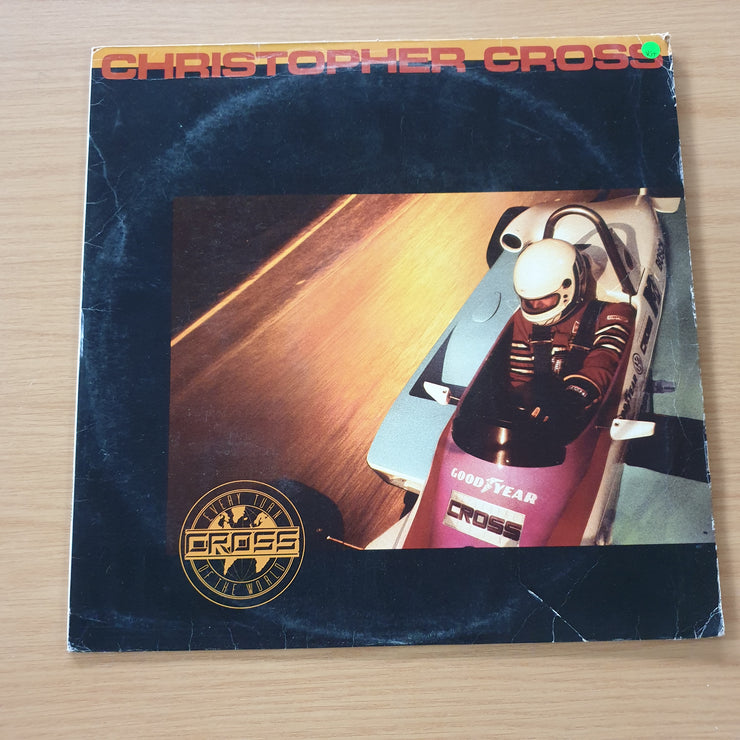 CHRISTOPHER CROSS
GOODYEAR
CROSS
EVERY TURN
CROSS
OF THE WORLD